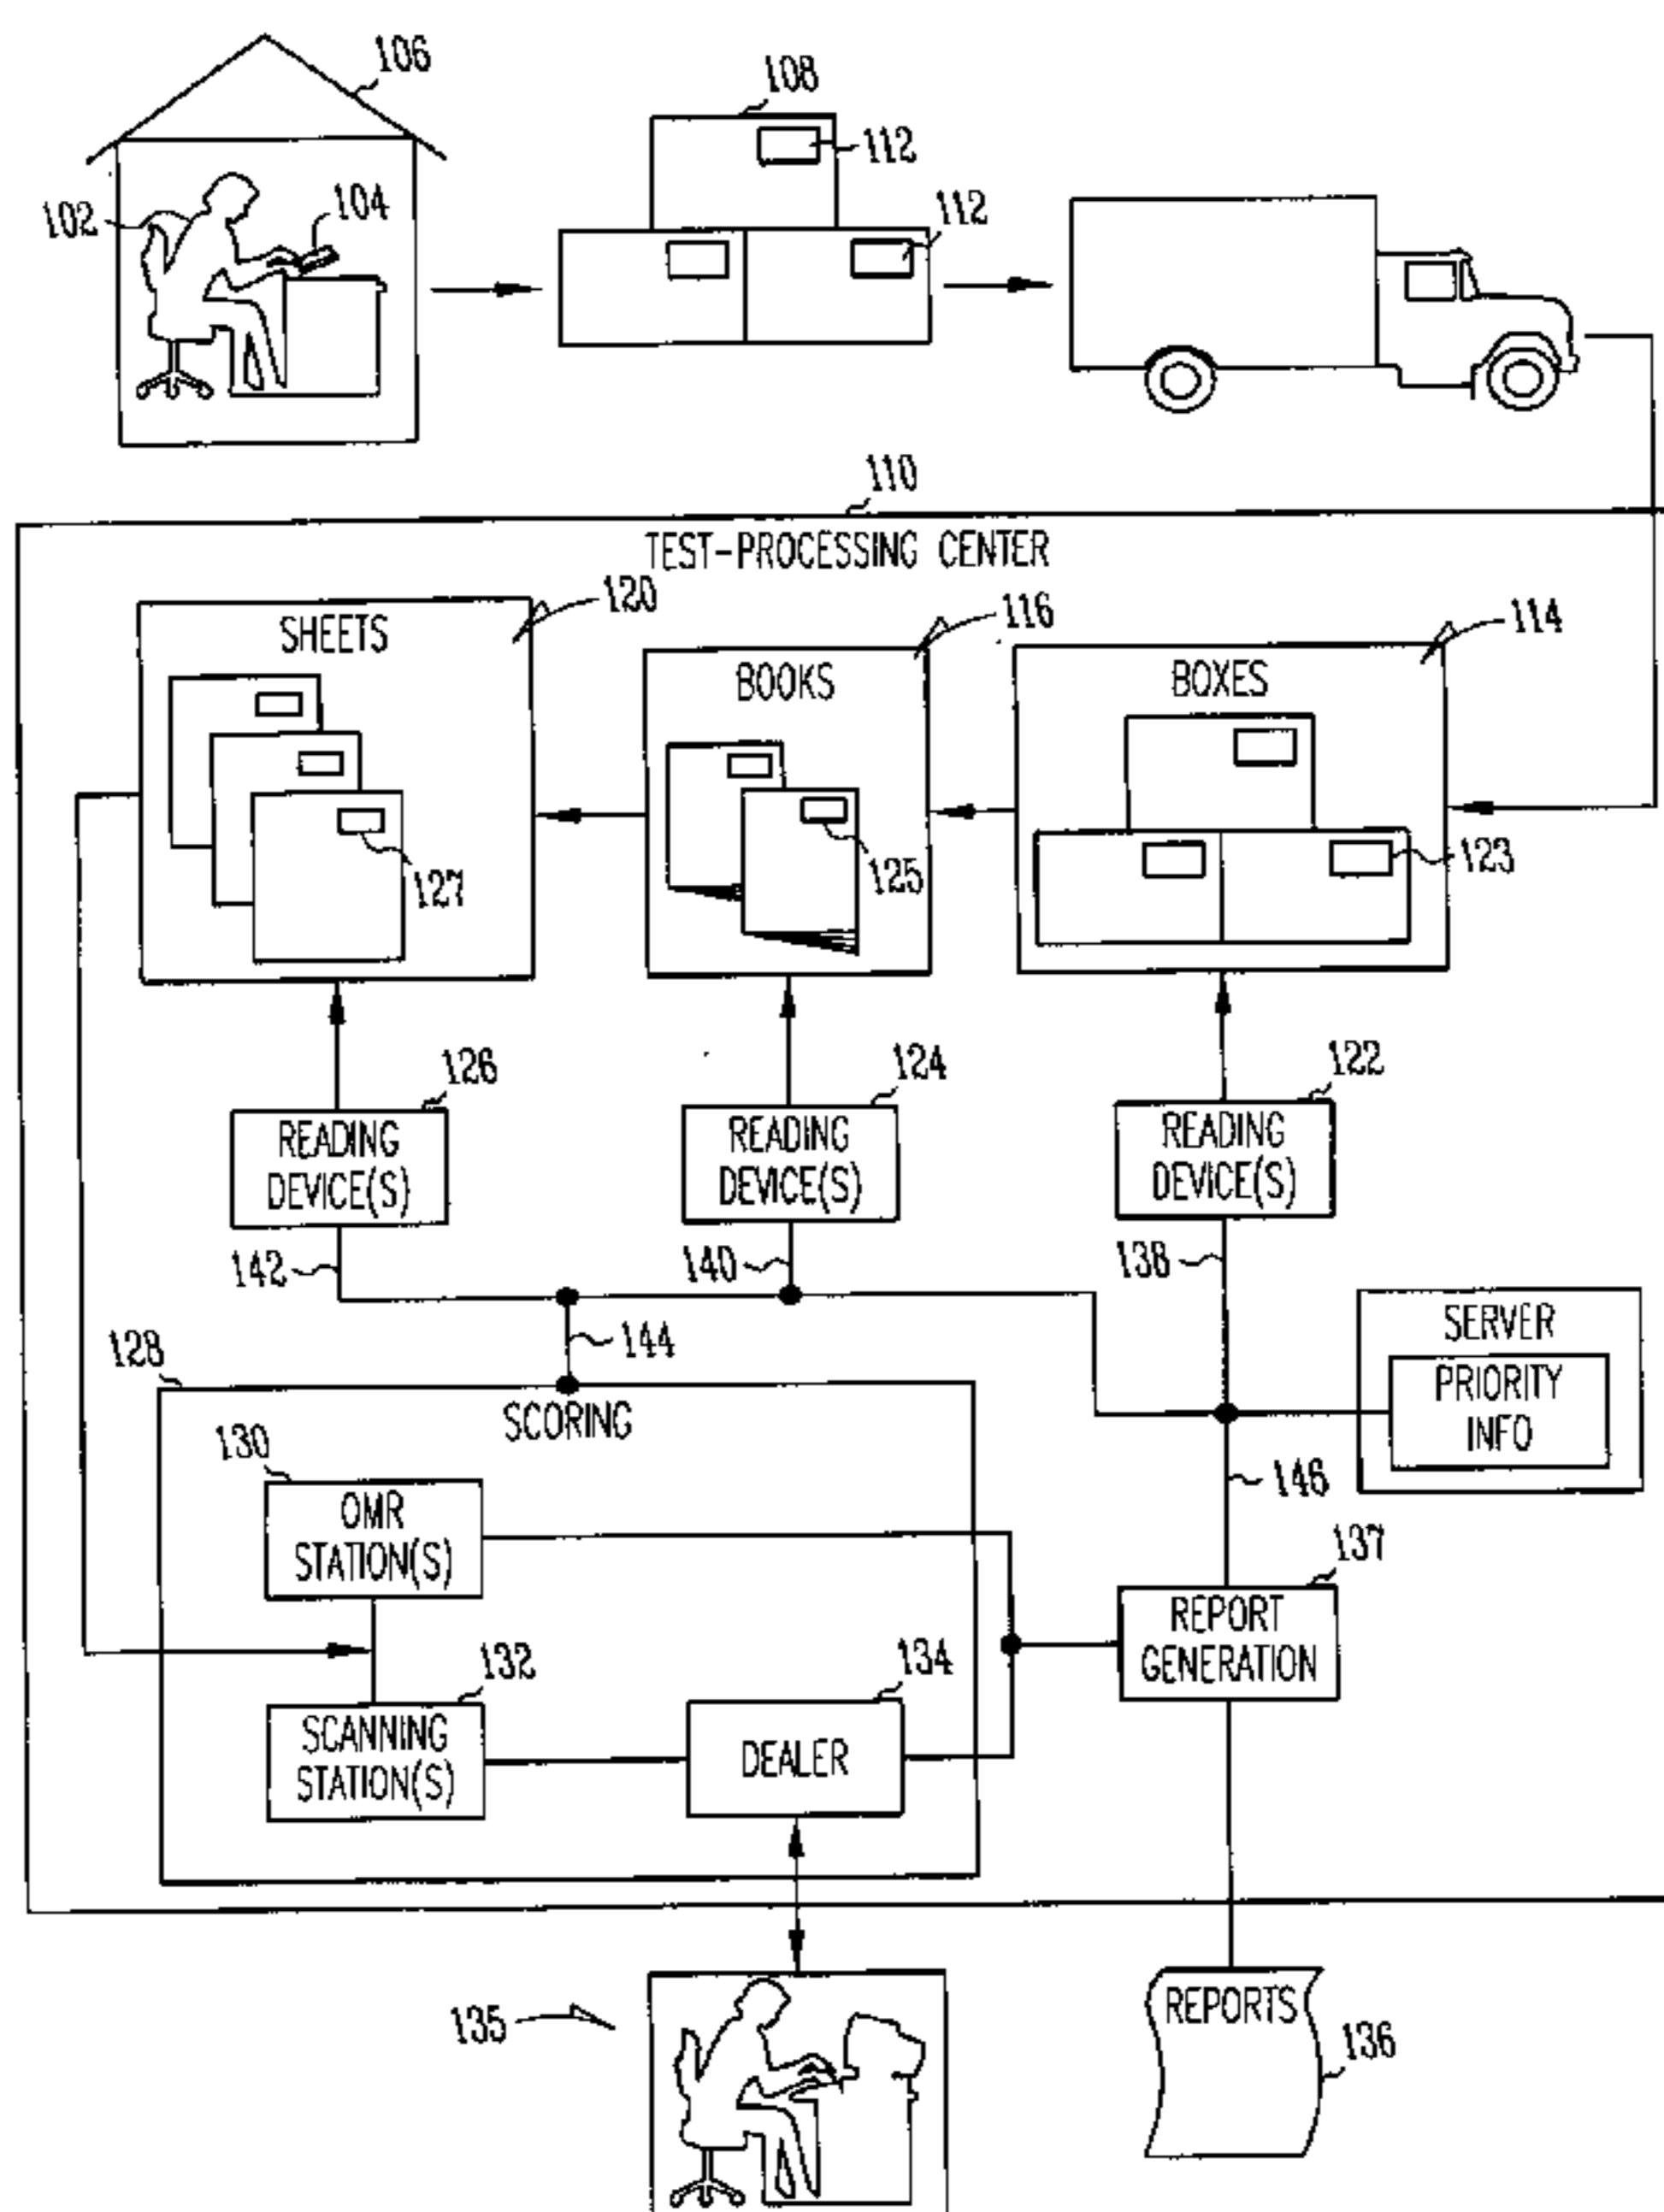 106
108
112
104
102
112
110
TEST-PROCESSING CENTER
120
116
114
SHEETS
BOOKS
BOXES
127
125
123
126
124
122
READING
DEVICE(S)
READING
DEVICE(S)
READING
DEVICE(S)
142
140
138
144
128
SERVER
PRIORITY
INFO
SCORING
130
OMR
STATION(S)
146
137
REPORT
GENERATION
132
134
SCANNING
STATION(S)
DEALER
135
REPORTS
136